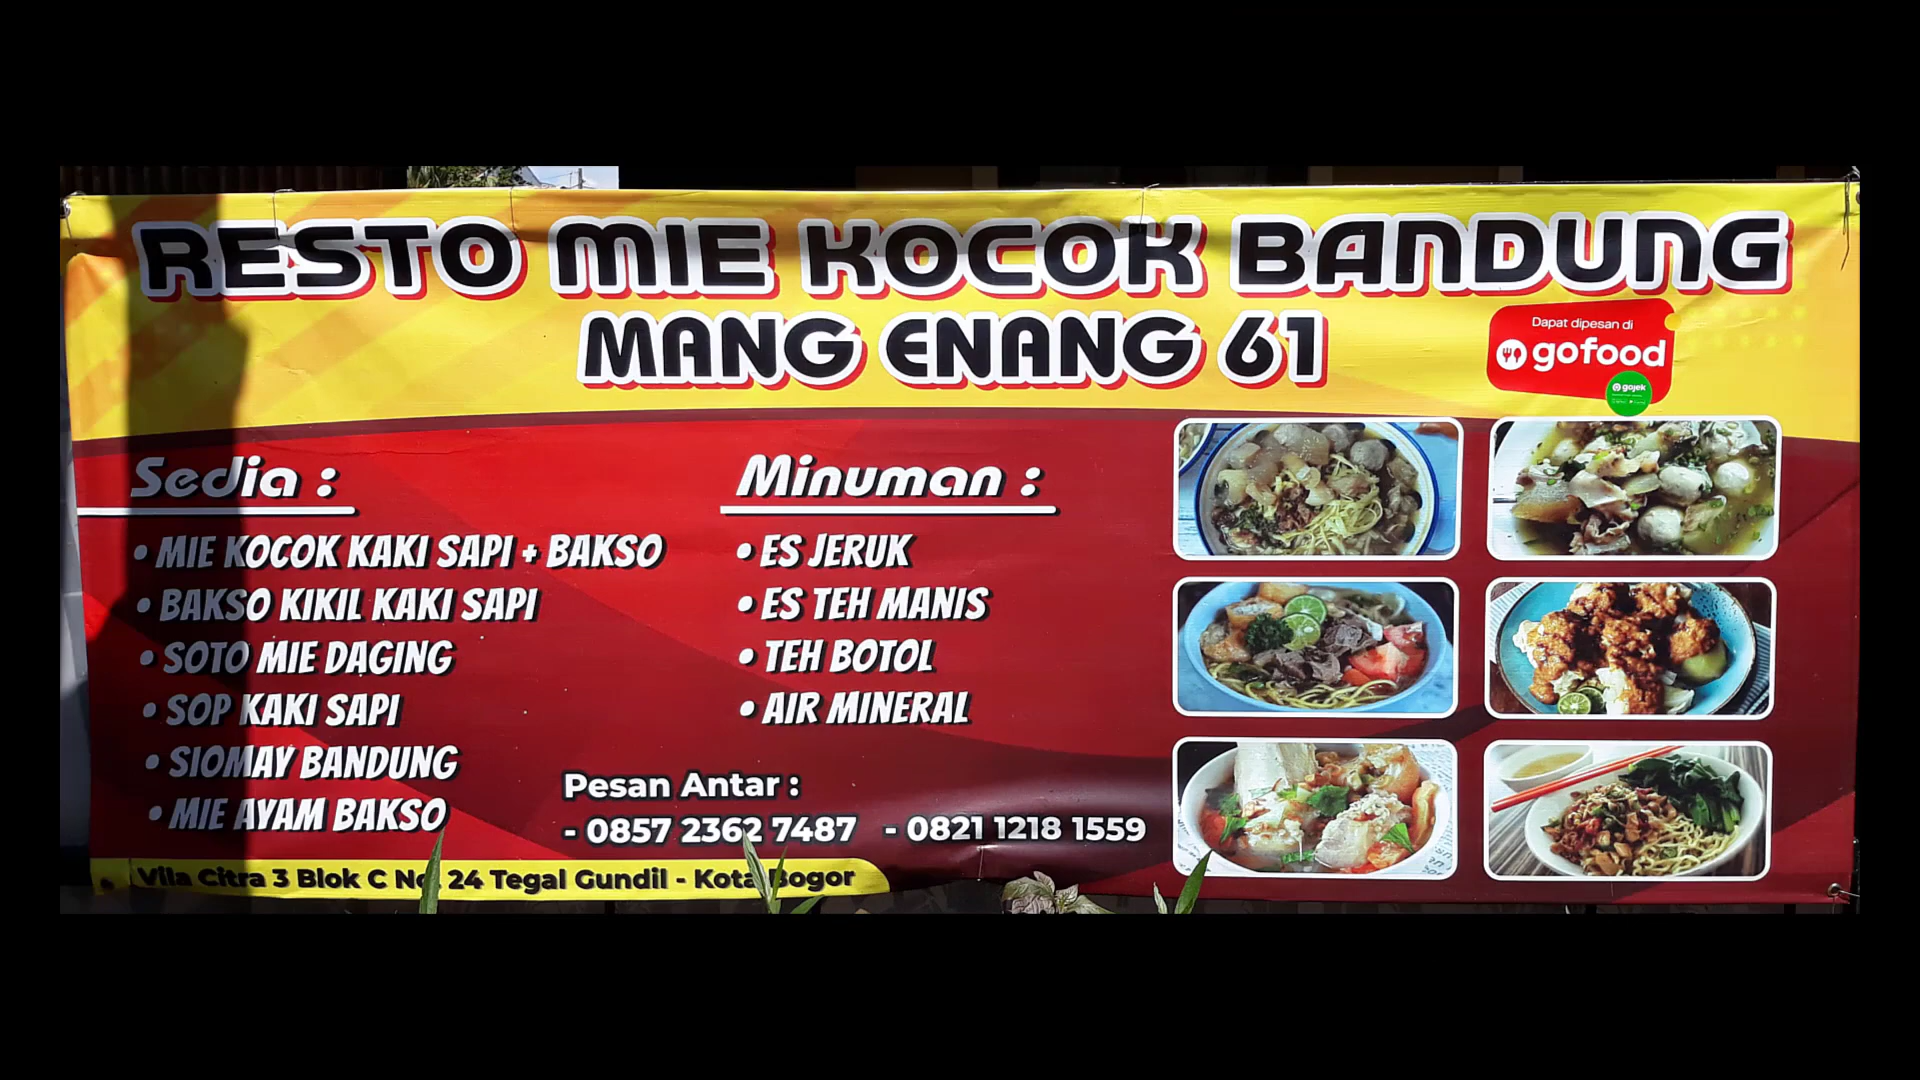 RESTO MIE KOCOK BANDUNG
MANG ENANG 61
Dapat dipesan di
gofood
gojek
Sedia :
• MIE KOCOK KAKI SAPI + BAKSO
• BAKSO KIKIL KAKI SAPI
• SOTO MIE DAGING
• SOP KAKI SAPI
• SIOMAY BANDUNG
• MIE AYAM BAKSO
Minuman :
• ES JERUK
• ES TEH MANIS
• TEH BOTOL
• AIR MINERAL
Pesan Antar :
- 0857 2362 7487 - 0821 1218 1559
Vila Citra 3 Blok C No. 24 Tegal Gundil - Kota Bogor